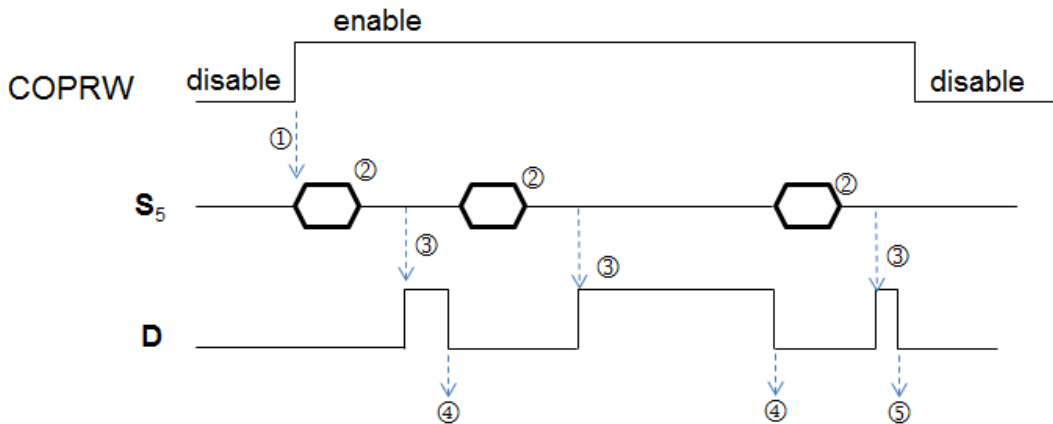 enable
COPRW disable disable
①
② ② ②
S₅
③ ③ ③
D
④ ④ ⑤